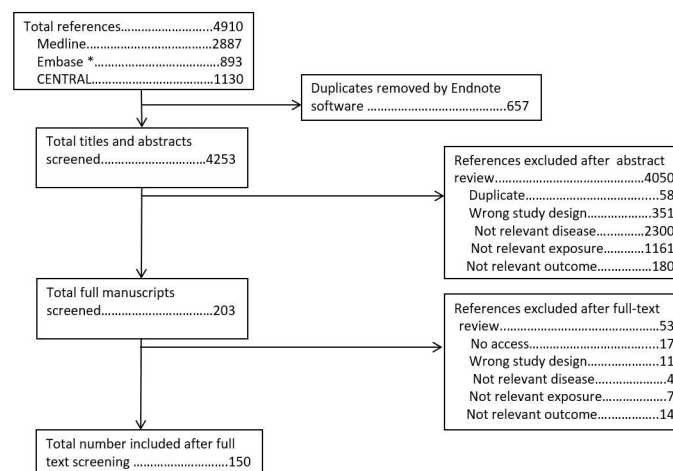 Total references……………………4910
Medline……………………………2887
Embase *…………………………893
CENTRAL…………………………1130
Duplicates removed by Endnote
software ………………………………..657
Total titles and abstracts
screened……………………………4253
References excluded after abstract
review……………………………………4050
Duplicate……………………………58
Wrong study design…………351
Not relevant disease…………2300
Not relevant exposure………1161
Not relevant outcome…………180
Total full manuscripts
screened……………………………203
References excluded after full-text
review……………………………………53
No access……………………………17
Wrong study design……………11
Not relevant disease……………4
Not relevant exposure……………7
Not relevant outcome……………14
Total number included after full
text screening ……………………….150